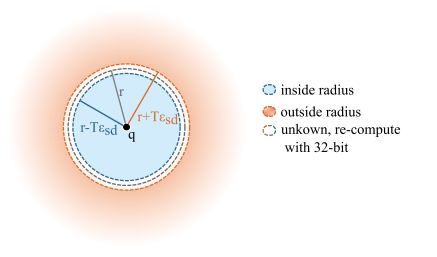 r
r-Tεsd
r+Tεsd
q
inside radius
outside radius
unkown, re-compute
with 32-bit